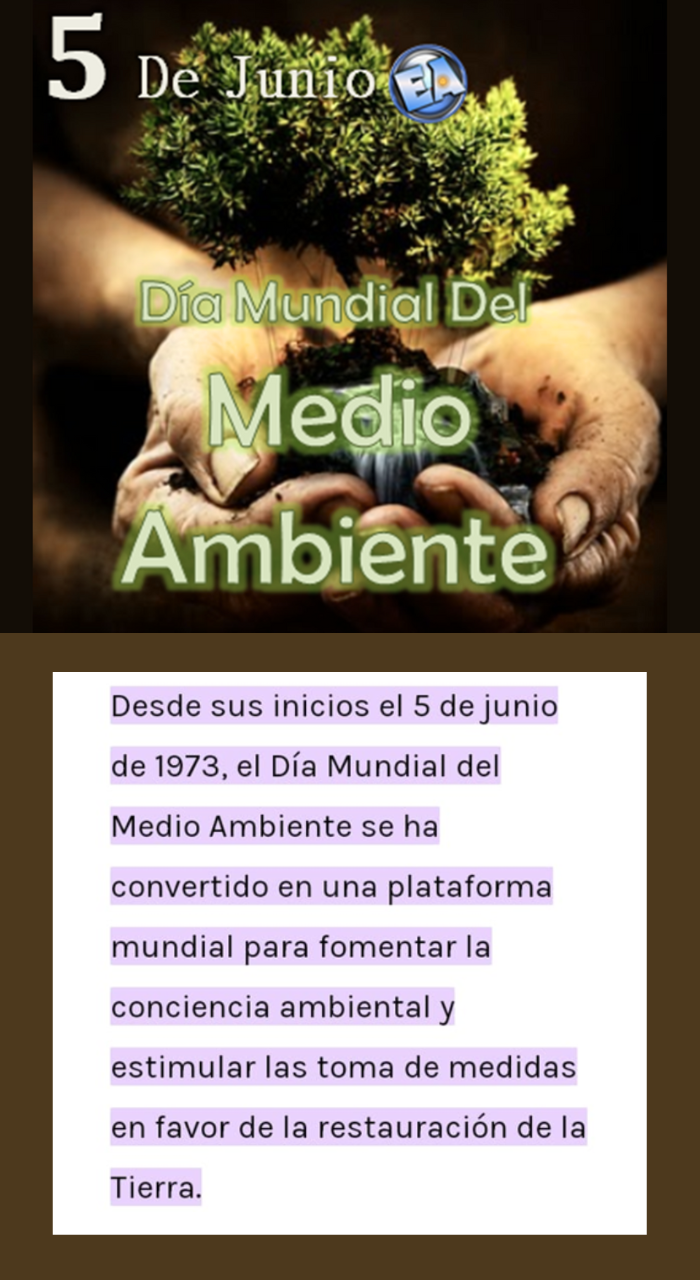 5 De Junio EA
Día Mundial Del
Medio
Ambiente
Desde sus inicios el 5 de junio
de 1973, el Día Mundial del
Medio Ambiente se ha
convertido en una plataforma
mundial para fomentar la
conciencia ambiental y
estimular las toma de medidas
en favor de la restauración de la
Tierra.